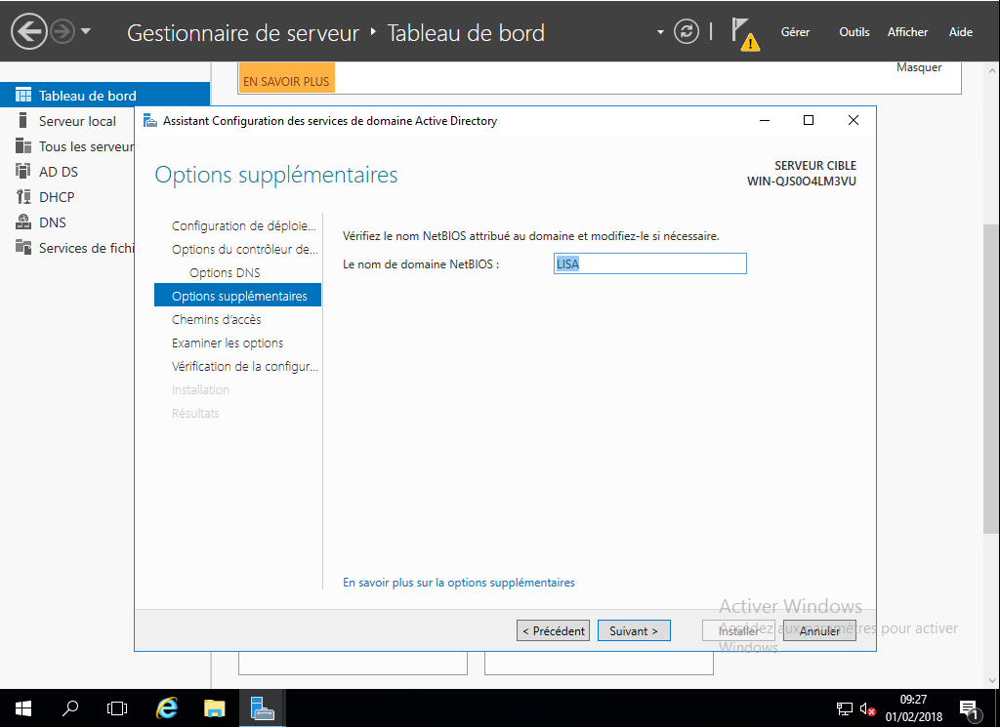 Gestionnaire de serveur ‣ Tableau de bord
Gérer
Outils
Afficher
Aide
EN SAVOIR PLUS
Masquer
Tableau de bord
Serveur local
Tous les serveur
AD DS
DHCP
DNS
Services de fichi
Assistant Configuration des services de domaine Active Directory
Options supplémentaires
SERVEUR CIBLE
WIN-QJS0O4LM3VU
Configuration de déploie...
Options du contrôleur de...
Options DNS
Options supplémentaires
Chemins d'accès
Examiner les options
Vérification de la configur...
Installation
Résultats
Vérifiez le nom NetBIOS attribué au domaine et modifiez-le si nécessaire.
Le nom de domaine NetBIOS :
LISA
En savoir plus sur la options supplémentaires
< Précédent
Suivant >
Installer
Annuler
Activer Windows
Accédez aux paramètres pour activer
Windows.
09:27
01/02/2018
1